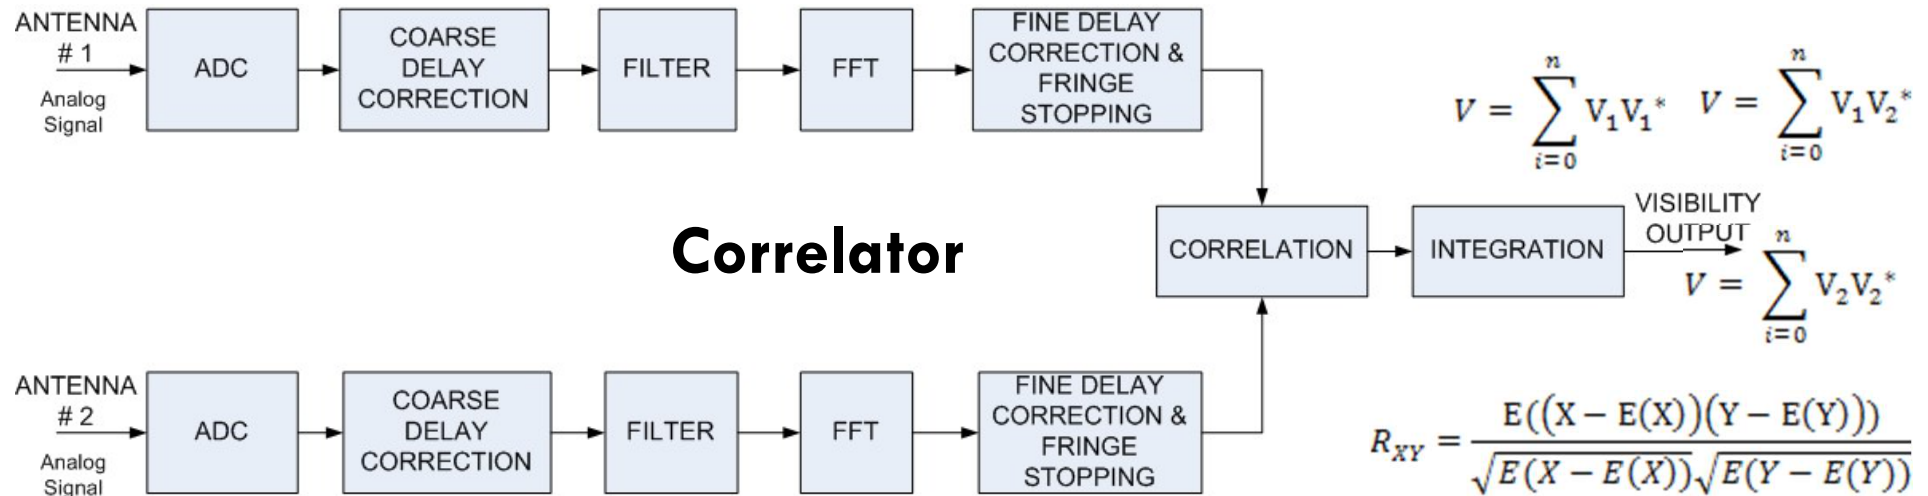 ANTENNA
# 1
Analog
Signal
ADC
COARSE
DELAY
CORRECTION
FILTER
FFT
FINE DELAY
CORRECTION &
FRINGE
STOPPING
V = ∑_{i=0}^{n} V₁V₁*
V = ∑_{i=0}^{n} V₁V₂*
Correlator
CORRELATION
INTEGRATION
VISIBILITY
OUTPUT
V = ∑_{i=0}^{n} V₂V₂*
ANTENNA
# 2
Analog
Signal
ADC
COARSE
DELAY
CORRECTION
FILTER
FFT
FINE DELAY
CORRECTION &
FRINGE
STOPPING
R_{XY} = E((X − E(X))(Y − E(Y))) / √E(X − E(X)) √E(Y − E(Y))